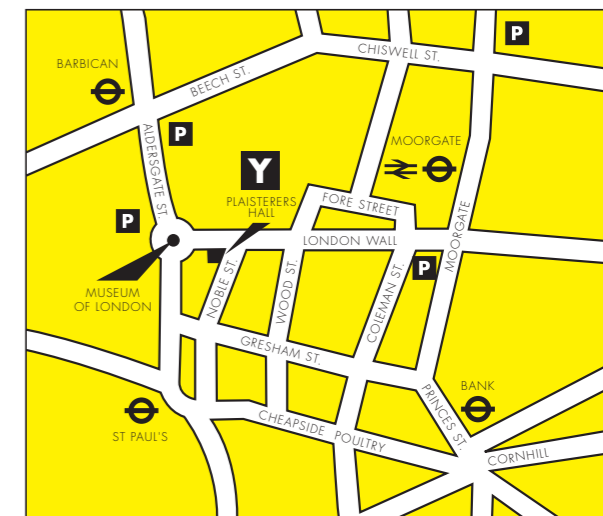 P
CHISWELL ST.
BARBICAN
BEECH ST.
P
ALDERSGATE ST.
MOORGATE
Y
PLAISTERERS
HALL
FORE STREET
P
LONDON WALL
MOORGATE
NOBLE ST.
WOOD ST.
COLEMAN ST.
P
MUSEUM
OF LONDON
GRESHAM ST.
PRINCES ST.
BANK
ST PAUL'S
CHEAPSIDE POULTRY
CORNHILL